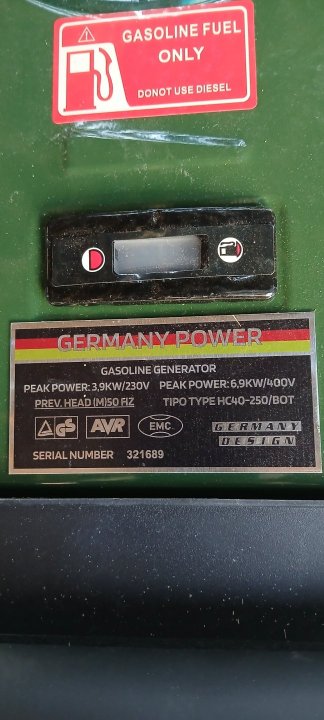 GASOLINE FUEL
ONLY
DONOT USE DIESEL
GERMANY POWER
GASOLINE GENERATOR
PEAK POWER: 3,9KW/230V PEAK POWER: 6,9KW/400V
PREV. HEAD (M)50 FIZ TIPO TYPE HC40-250/BOT
GS AVR EMC GERMANY
DESIGN
SERIAL NUMBER 321689